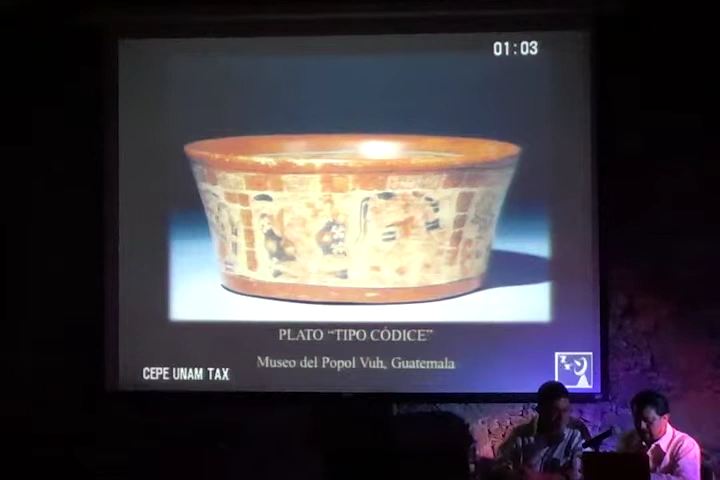 01:03
PLATO "TIPO CÓDICE"
Museo del Popol Vuh, Guatemala
CEPE UNAM TAX